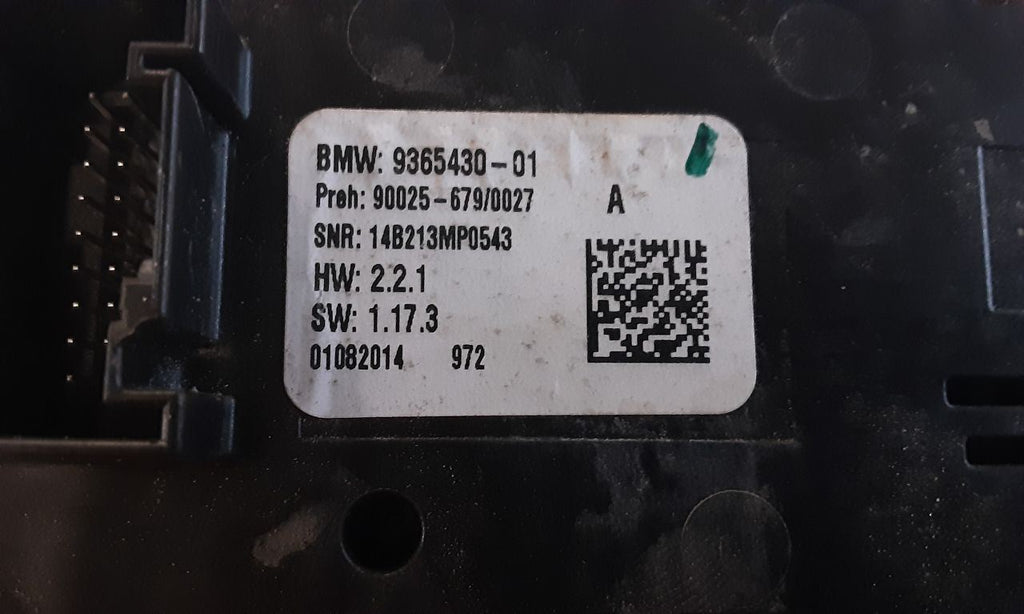 BMW: 9365430-01
Preh: 90025-679/0027
A
SNR: 14B213MP0543
HW: 2.2.1
SW: 1.17.3
01082014 972